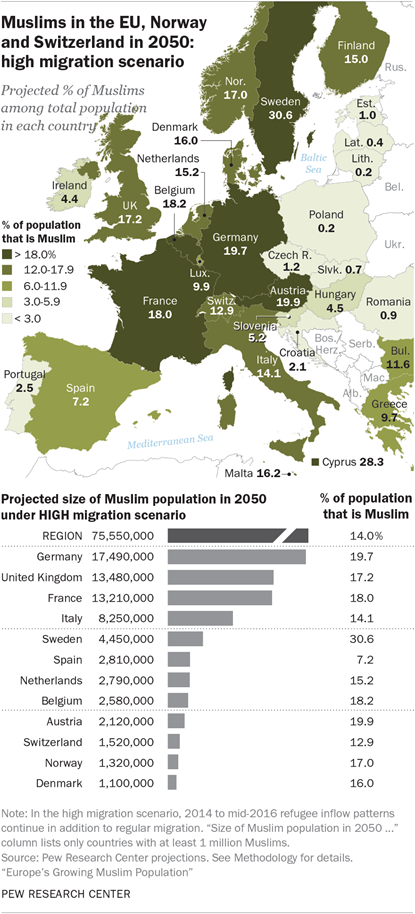 Muslims in the EU, Norway
and Switzerland in 2050:
high migration scenario
Projected % of Muslims
among total population
in each country
Finland
15.0
Nor.
17.0
Sweden
30.6
Rus.
Est.
1.0
Denmark
16.0
Baltic
Sea
Lat. 0.4
Lith.
0.2
Netherlands
15.2
Ireland
4.4
Belgium
18.2
Bel.
UK
17.2
Poland
0.2
% of population
that is Muslim
> 18.0%
12.0-17.9
6.0-11.9
3.0-5.9
< 3.0
Germany
19.7
Ukr.
Czech R.
1.2
Lux.
9.9
Slvk. 0.7
France
18.0
Switz.
12.9
Austria
19.9
Hungary
4.5
Romania
0.9
Slovenia
5.2
Croatia
2.1
Bos.
Herz.
Serb.
Bul.
11.6
Portugal
2.5
Spain
7.2
Italy
14.1
Mac.
Alb.
Greece
9.7
Mediterranean Sea
Cyprus 28.3
Malta 16.2
Projected size of Muslim population in 2050
under HIGH migration scenario
% of population
that is Muslim
REGION 75,550,000 14.0%
Germany 17,490,000 19.7
United Kingdom 13,480,000 17.2
France 13,210,000 18.0
Italy 8,250,000 14.1
Sweden 4,450,000 30.6
Spain 2,810,000 7.2
Netherlands 2,790,000 15.2
Belgium 2,580,000 18.2
Austria 2,120,000 19.9
Switzerland 1,520,000 12.9
Norway 1,320,000 17.0
Denmark 1,100,000 16.0
Note: In the high migration scenario, 2014 to mid-2016 refugee inflow patterns
continue in addition to regular migration. “Size of Muslim population in 2050 ...”
column lists only countries with at least 1 million Muslims.
Source: Pew Research Center projections. See Methodology for details.
“Europe’s Growing Muslim Population”
PEW RESEARCH CENTER